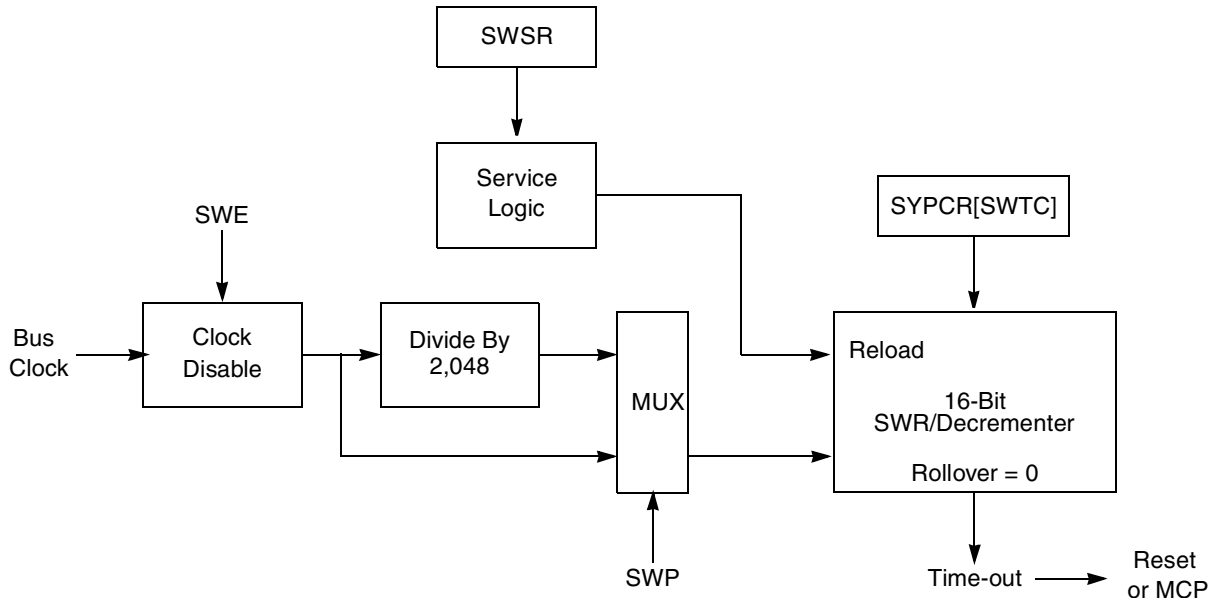 SWSR
Service
Logic
SYPCR[SWTC]
SWE
Bus
Clock
Clock
Disable
Divide By
2,048
MUX
Reload
16-Bit
SWR/Decrementer
Rollover = 0
SWP
Time-out
Reset
or MCP